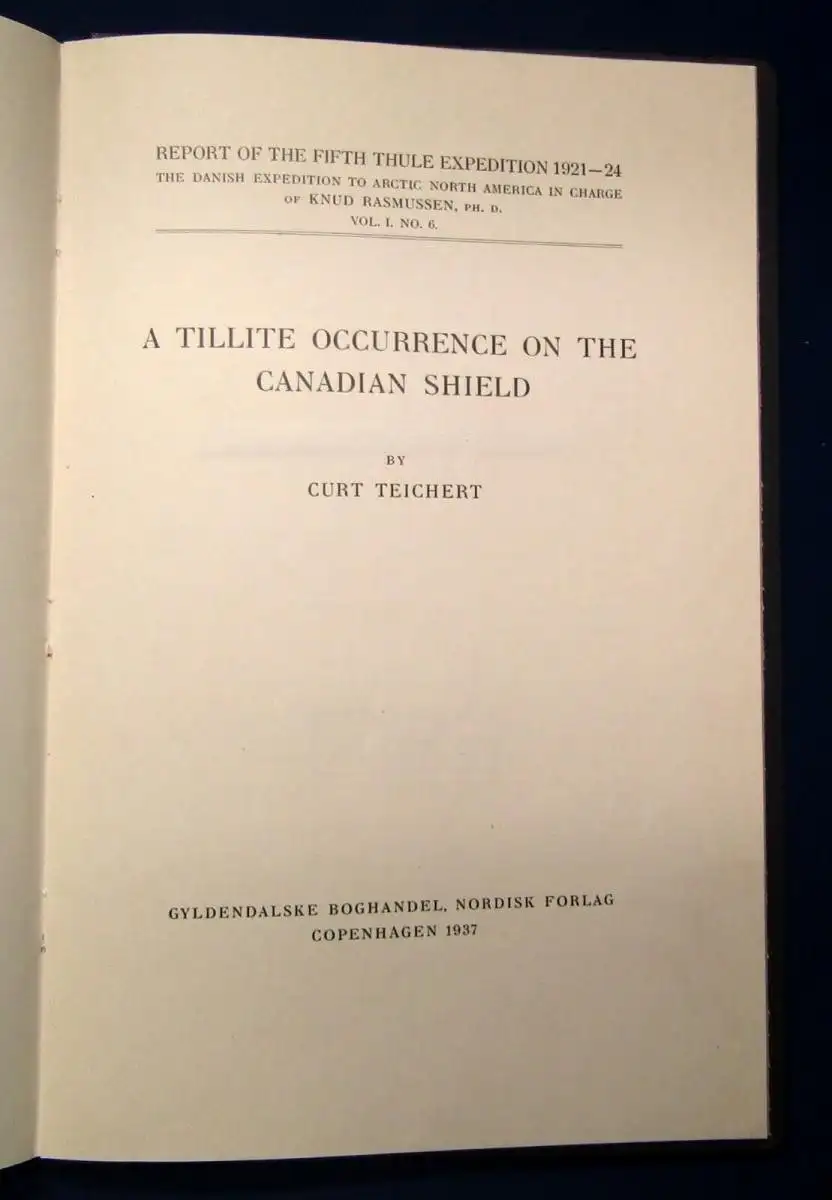 REPORT OF THE FIFTH THULE EXPEDITION 1921—24
THE DANISH EXPEDITION TO ARCTIC NORTH AMERICA IN CHARGE
OF KNUD RASMUSSEN, PH. D.
VOL. I. NO. 6.
A TILLITE OCCURRENCE ON THE
CANADIAN SHIELD
BY
CURT TEICHERT
GYLDENDALSKE BOGHANDEL, NORDISK FORLAG
COPENHAGEN 1937